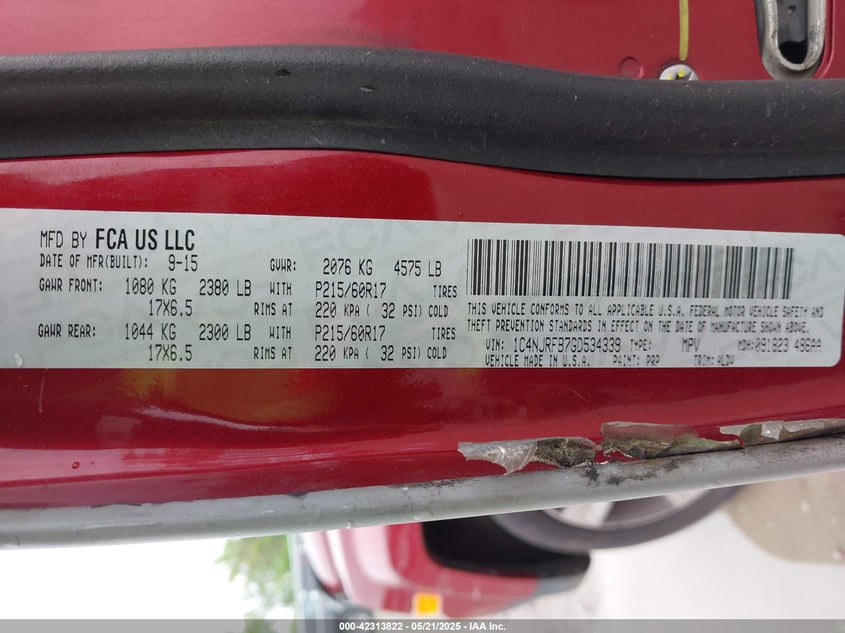 MFD BY FCA US LLC
DATE OF MFR(BUILT): 9-15 GVWR: 2076 KG 4575 LB
GAWR FRONT: 1080 KG 2380 LB WITH P215/60R17 TIRES
17X6.5 RIMS AT 220 KPA ( 32 PSI) COLD
GAWR REAR: 1044 KG 2300 LB WITH P215/60R17 TIRES
17X6.5 RIMS AT 220 KPA ( 32 PSI) COLD
THIS VEHICLE CONFORMS TO ALL APPLICABLE U.S.A. FEDERAL MOTOR VEHICLE SAFETY AND
THEFT PREVENTION STANDARDS IN EFFECT ON THE DATE OF MANUFACTURE SHOWN ABOVE.
VIN: 1C4NJRFB7GD534339 TYPE: MPV MDH: 091823 496AA
VEHICLE MADE IN U.S.A. PAINT: PRP TRIM: ALDV
000-42313822 - 05/21/2025 - IAA Inc.